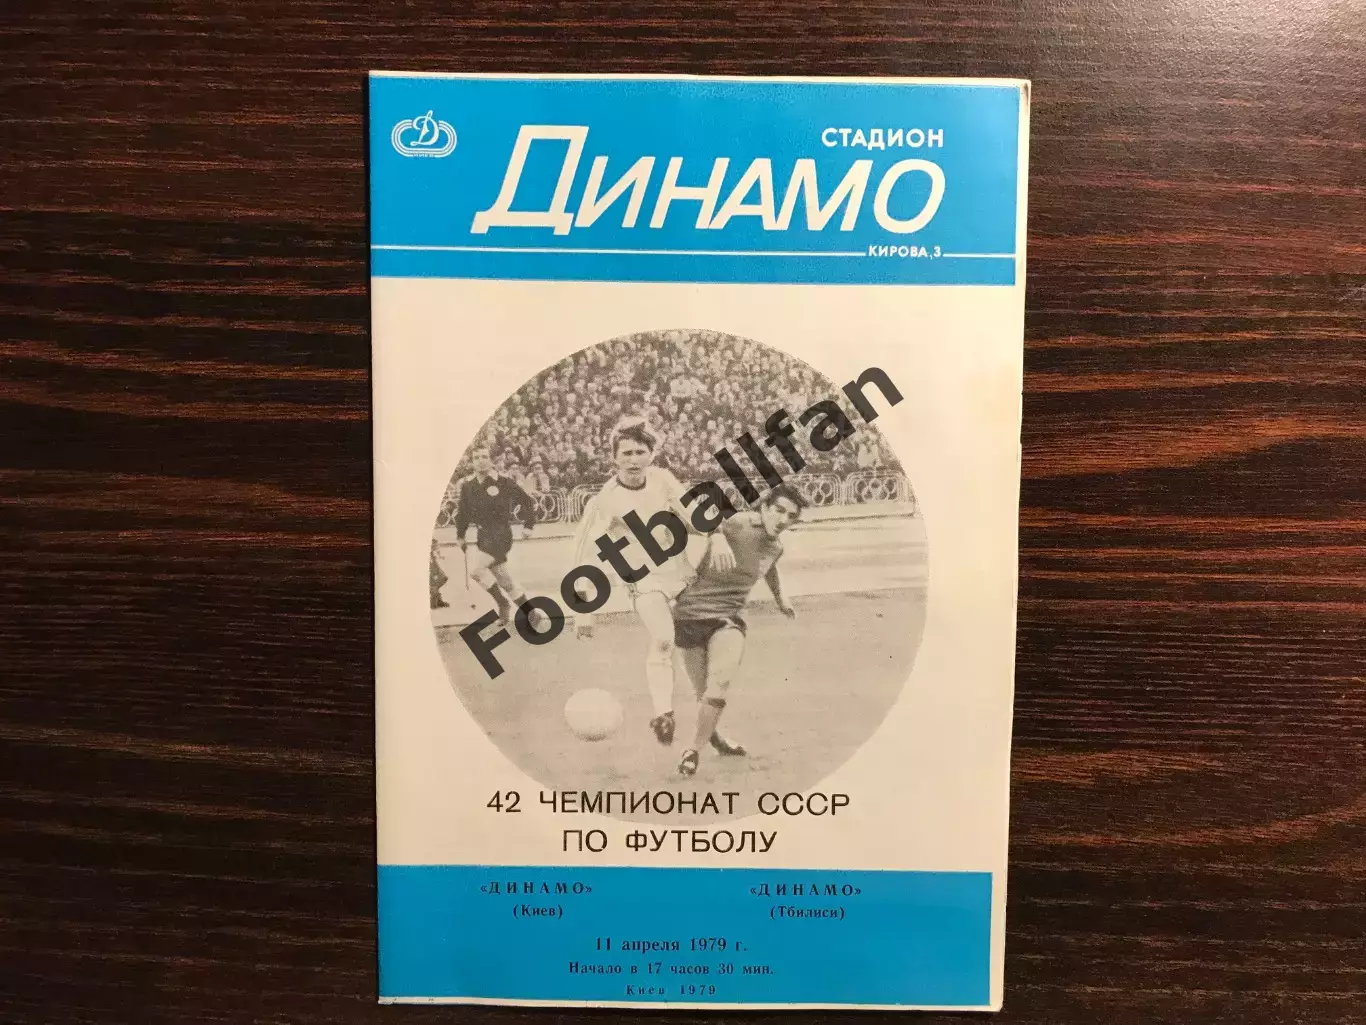 Д
СТАДИОН
ДИНАМО
КИРОВА,3
Footballfan
42 ЧЕМПИОНАТ СССР
ПО ФУТБОЛУ
«ДИНАМО»
(Киев)
«ДИНАМО»
(Тбилиси)
11 апреля 1979 г.
Начало в 17 часов 30 мин.
Киев 1979